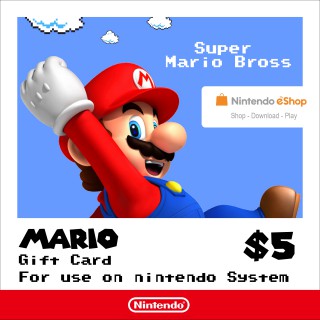 Super
Mario Bross
Nintendo eShop
Shop - Download - Play
M
MARIO
$5
Gift Card
For use on nintendo System
Nintendo